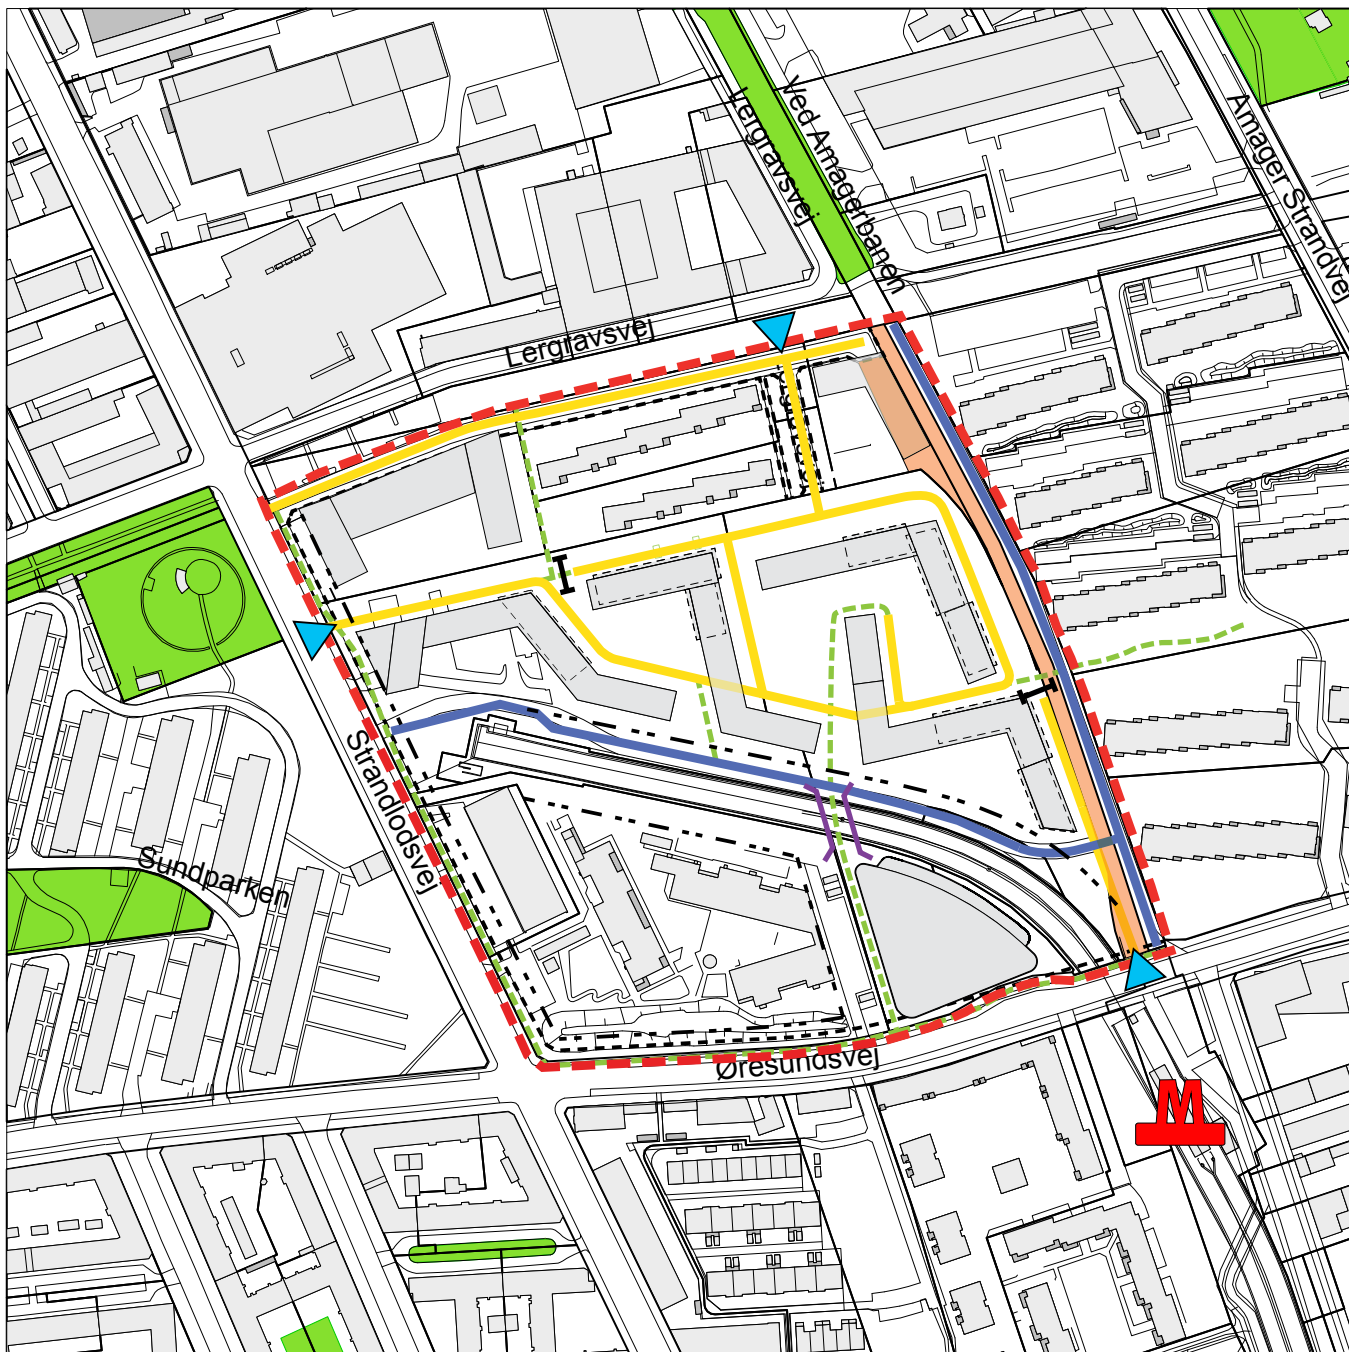 Ved Amagerbanen
Lergravsvej
Amager Strandvej
Lergravsvej
Strandlodsvej
Sundparken
Øresundsvej
M